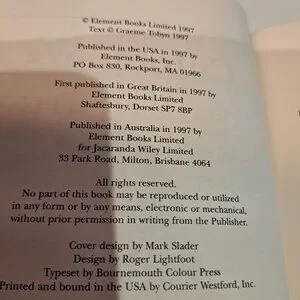 © Element Books Limited 1997
Text © Graeme Tobyn 1997
Published in the USA in 1997 by
Element Books, Inc.
PO Box 830, Rockport, MA 01966
First published in Great Britain in 1997 by
Element Books Limited
Shaftesbury, Dorset SP7 8BP
Published in Australia in 1997 by
Element Books Limited
for Jacaranda Wiley Limited
33 Park Road, Milton, Brisbane 4064
All rights reserved.
No part of this book may be reproduced or utilized
in any form or by any means, electronic or mechanical,
without prior permission in writing from the Publisher.
Cover design by Mark Slader
Design by Roger Lightfoot
Typeset by Bournemouth Colour Press
Printed and bound in the USA by Courier Westford, Inc.